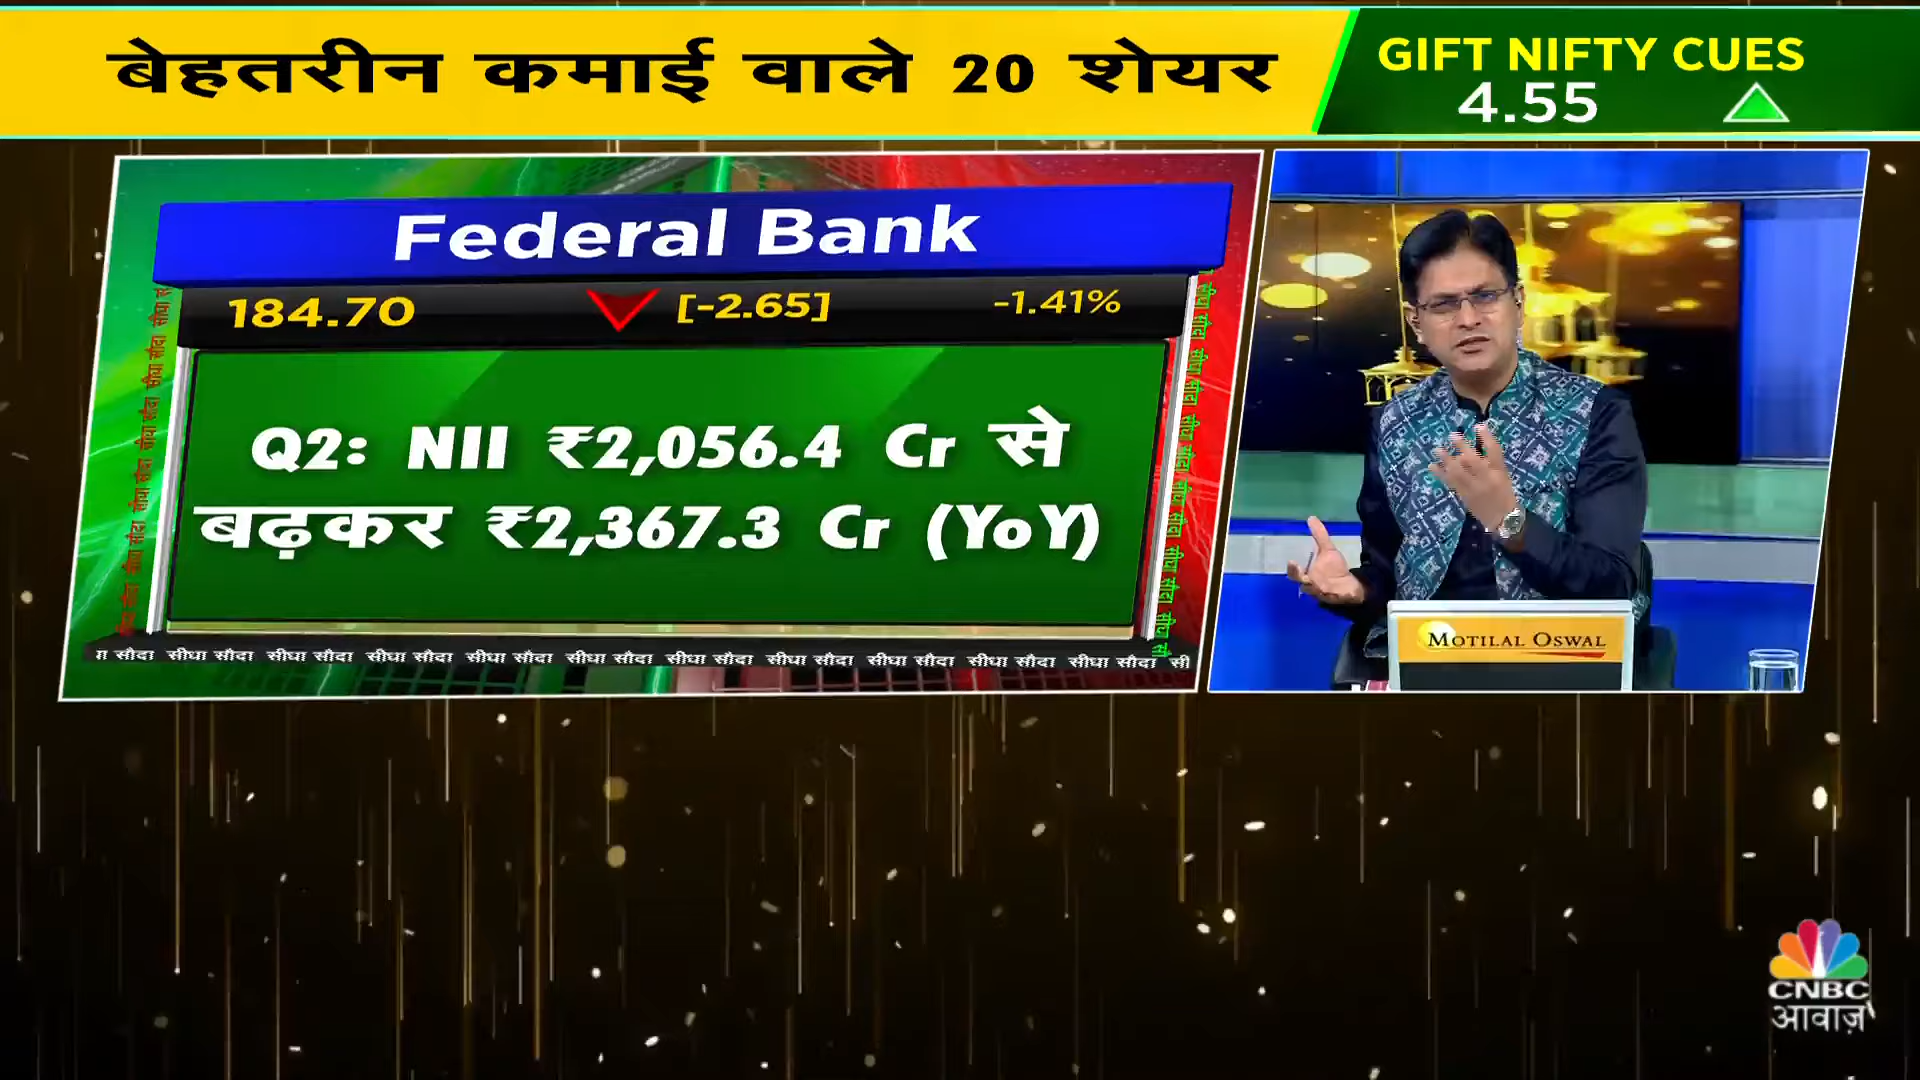 बेहतरीन कमाई वाले 20 शेयर
GIFT NIFTY CUES
4.55
Federal Bank
184.70 [-2.65] -1.41%
Q2: NII ₹2,056.4 Cr से
बढ़कर ₹2,367.3 Cr (YoY)
सौदा सीधा सौदा सीधा सौदा सीधा सौदा सीधा सौदा सीधा सौदा सीधा सौदा सीधा सौदा सीधा सौदा सीधा सौदा सीधा सौदा
MOTILAL OSWAL
CNBC
आवाज़